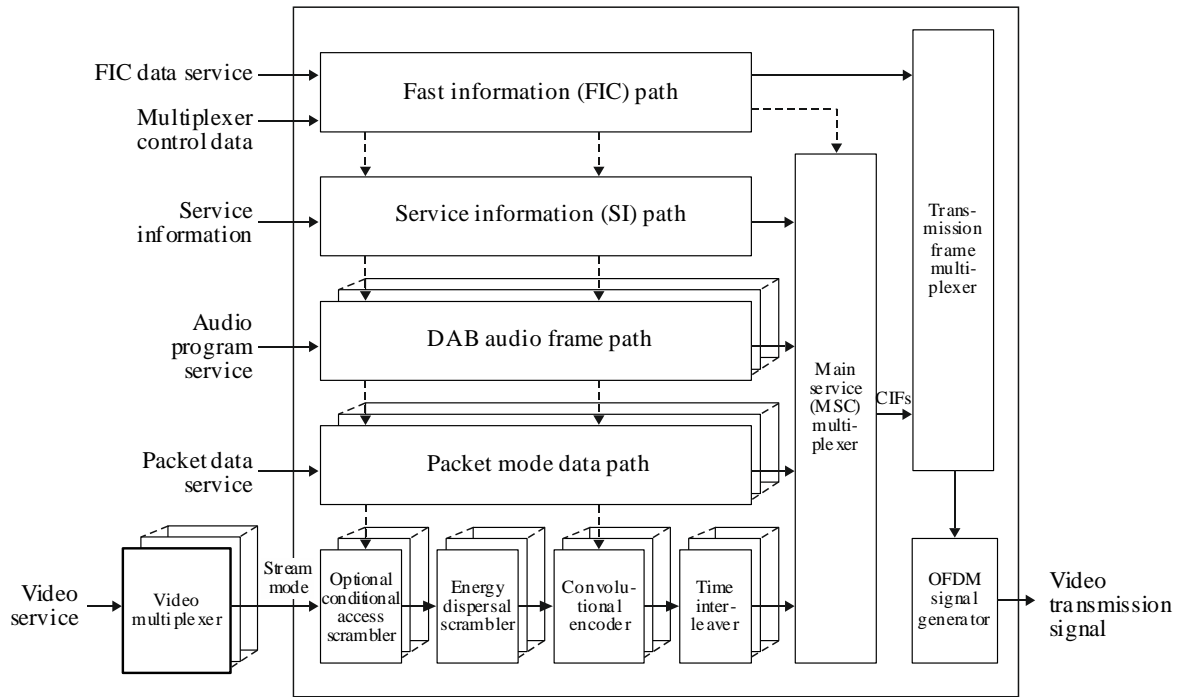 FIC data service
Multiplexer
control data
Service
information
Audio
program
service
Packet data
service
Video
service
Fast information (FIC) path
Service information (SI) path
DAB audio frame path
Packet mode data path
Video
multiplexer
Stream
mode
Optional
conditional
access
scrambler
Energy
dispersal
scrambler
Convolu-
tional
encoder
Time
inter-
leaver
Main
service
(MSC)
multi-
plexer
CIFs
Trans-
mission
frame
multi-
plexer
OFDM
signal
generator
Video
transmission
signal